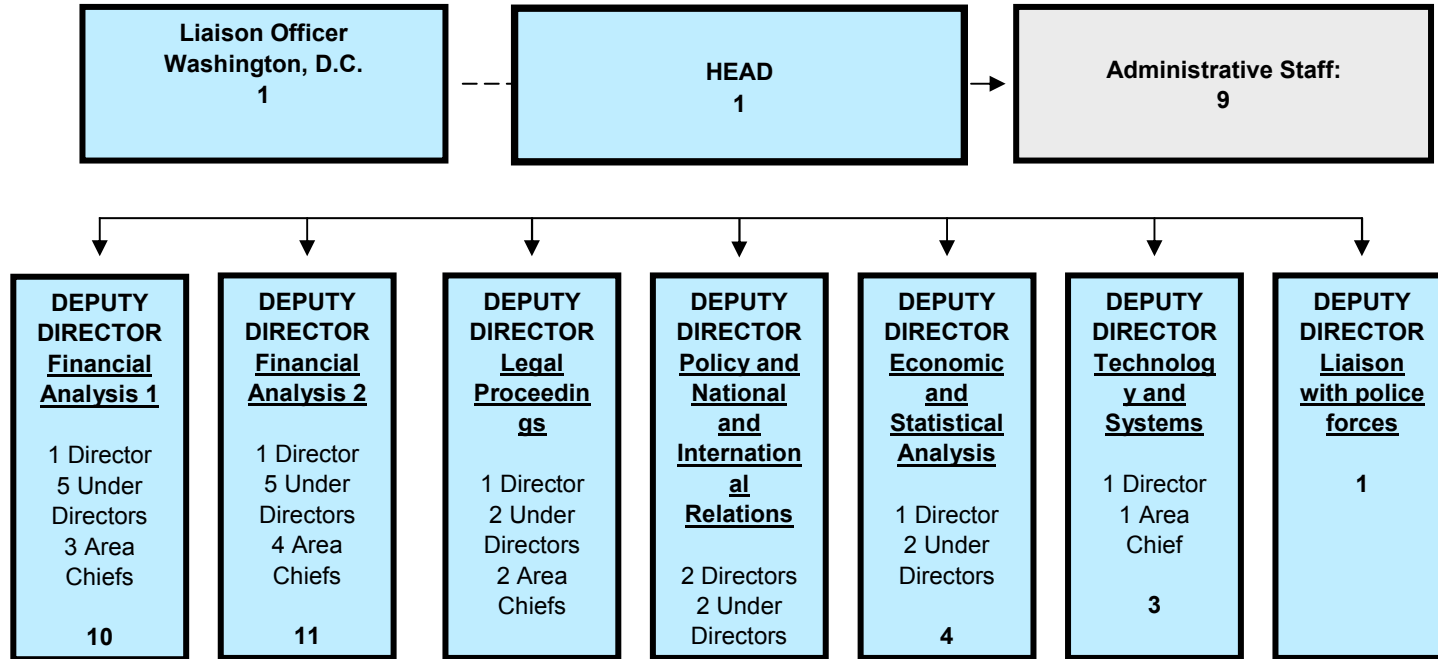 Liaison Officer
Washington, D.C.
1
HEAD
1
Administrative Staff:
9
DEPUTY
DIRECTOR
Financial
Analysis 1
1 Director
5 Under
Directors
3 Area
Chiefs
10
DEPUTY
DIRECTOR
Financial
Analysis 2
1 Director
5 Under
Directors
4 Area
Chiefs
11
DEPUTY
DIRECTOR
Legal
Proceedin
gs
1 Director
2 Under
Directors
2 Area
Chiefs
DEPUTY
DIRECTOR
Policy and
National
and
Internation
al
Relations
2 Directors
2 Under
Directors
DEPUTY
DIRECTOR
Economic
and
Statistical
Analysis
1 Director
2 Under
Directors
4
DEPUTY
DIRECTOR
Technolog
y and
Systems
1 Director
1 Area
Chief
3
DEPUTY
DIRECTOR
Liaison
with police
forces
1